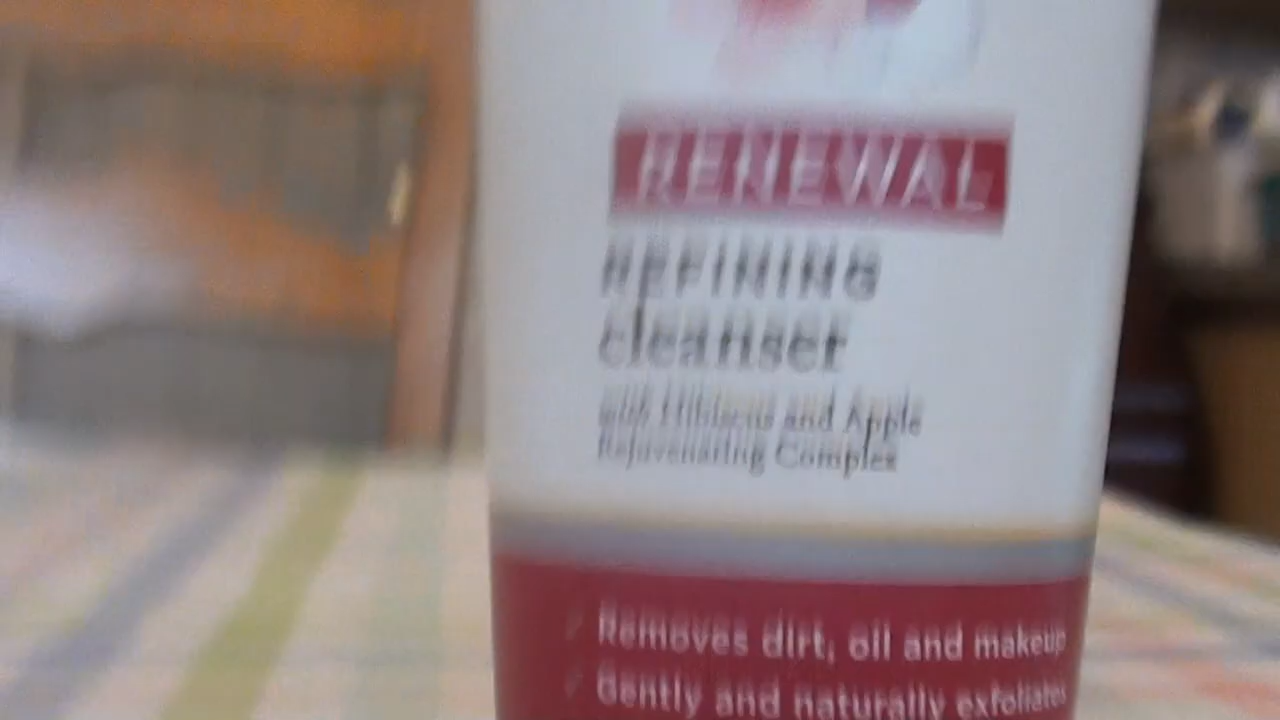 RENEWAL
REFINING
cleanser
with Hibiscus and Apple
Rejuvenating Complex
Removes dirt, oil and makeup
Gently and naturally exfoliates